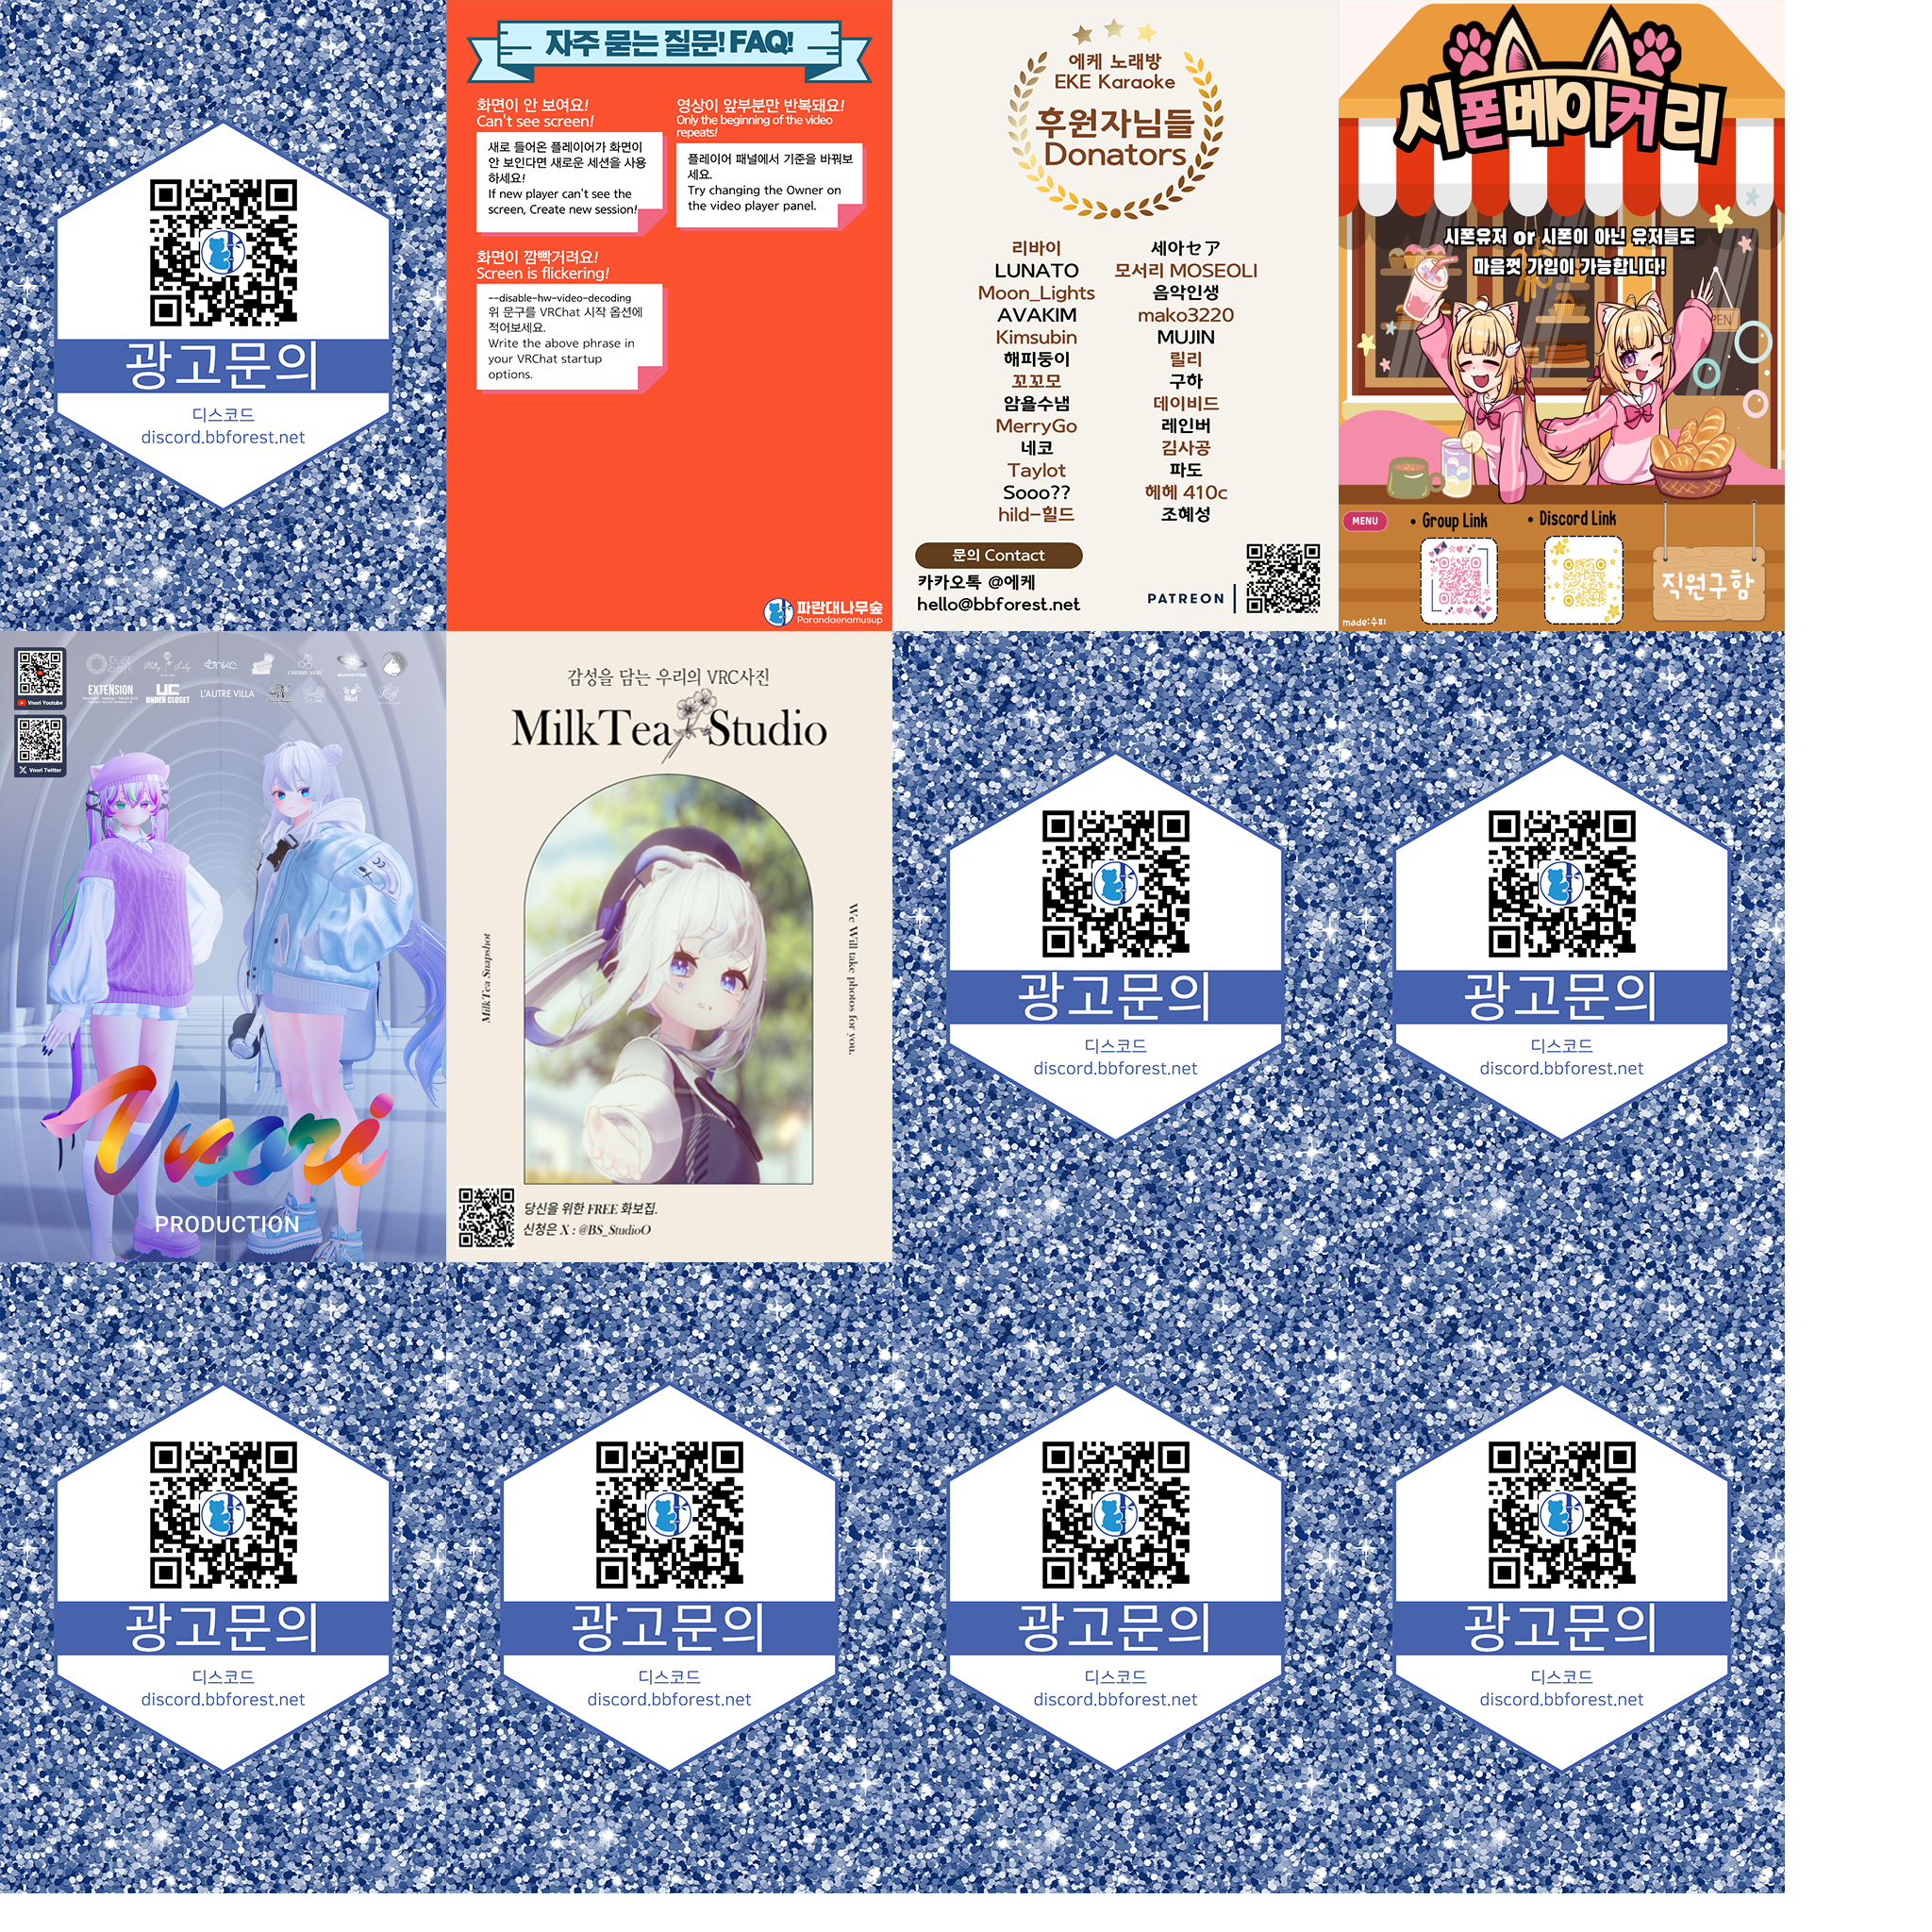 광고문의
디스코드
discord.bbforest.net
자주 묻는 질문! FAQ!
화면이 안 보여요!
Can't see screen!
새로 들어온 플레이어가 화면이
안 보인다면 새로운 세션을 사용
하세요!
If new player can't see the
screen, Create new session!
영상이 앞부분만 반복돼요!
Only the beginning of the video
repeats!
플레이어 패널에서 기준을 바꿔보
세요.
Try changing the Owner on
the video player panel.
화면이 깜빡거려요!
Screen is flickering!
--disable-hw-video-decoding
위 문구를 VRChat 시작 옵션에
적어보세요.
Write the above phrase in
your VRChat startup
options.
파란대나무숲
Parandaenamusup
에케 노래방
EKE Karaoke
후원자님들
Donators
리바이
LUNATO
Moon_Lights
AVAKIM
Kimsubin
해피둥이
꼬꼬모
암욜수냄
MerryGo
네코
Taylot
Sooo??
hild-힐드
세아セア
모서리 MOSEOLI
음악인생
mako3220
MUJIN
릴리
구하
데이비드
레인버
김사공
파도
헤헤 410c
조혜성
문의 Contact
카카오톡 @에케
hello@bbforest.net
PATREON
시폰베이커리
시폰유저 or 시폰이 아닌 유저들도
마음껏 가입이 가능합니다!
MENU
• Group Link
• Discord Link
직원구함
made:수피
Vnori Youtube
Vnori Twitter
CHERRY NERU
EXTENSION
UC
UNDER CLOSET
L'AUTRE VILLA
Vnori
PRODUCTION
감성을 담는 우리의 VRC사진
MilkTea Studio
MilkTea Snapshot
We Will take photos for you.
당신을 위한 FREE 화보집.
신청은 X : @BS_StudioO
광고문의
디스코드
discord.bbforest.net
광고문의
디스코드
discord.bbforest.net
광고문의
디스코드
discord.bbforest.net
광고문의
디스코드
discord.bbforest.net
광고문의
디스코드
discord.bbforest.net
광고문의
디스코드
discord.bbforest.net